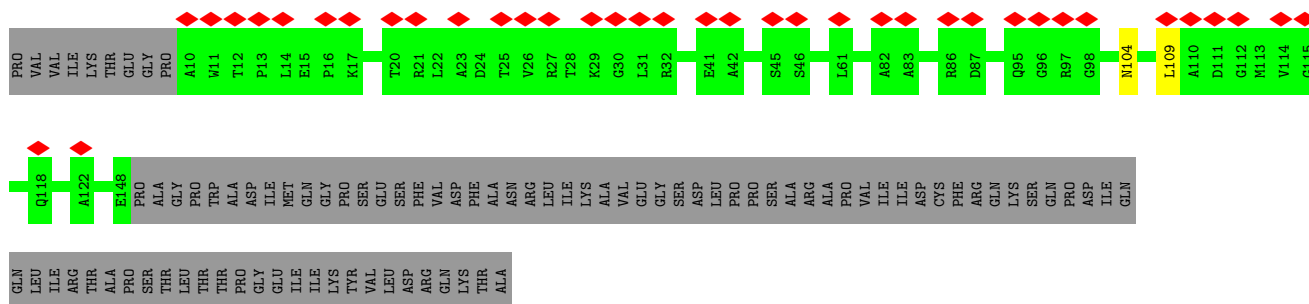 PRO VAL VAL ILE LYS THR GLU GLY PRO A10 W11 T12 P13 L14 E15 P16 K17 T20 R21 L22 A23 D24 T25 V26 R27 T28 K29 G30 L31 R32 E41 A42 S45 S46 L61 A82 A83 R86 D87 Q95 G96 R97 G98 N104 L109 A110 D111 G112 M113 V114 G115
Q118 A122 E148 PRO ALA GLY PRO TRP ALA ASP ILE MET GLN GLY PRO SER GLU SER PHE VAL ASP PHE ALA ASN ARG LEU ILE LYS ALA VAL GLU GLY SER ASP LEU PRO PRO SER ALA ARG ALA PRO VAL ILE ILE ASP CYS PHE ARG GLN LYS SER GLN PRO ASP ILE GLN
GLN LEU ILE ARG THR ALA PRO SER THR LEU THR THR PRO GLY GLU ILE ILE LYS TYR VAL LEU ASP ARG GLN LYS THR ALA